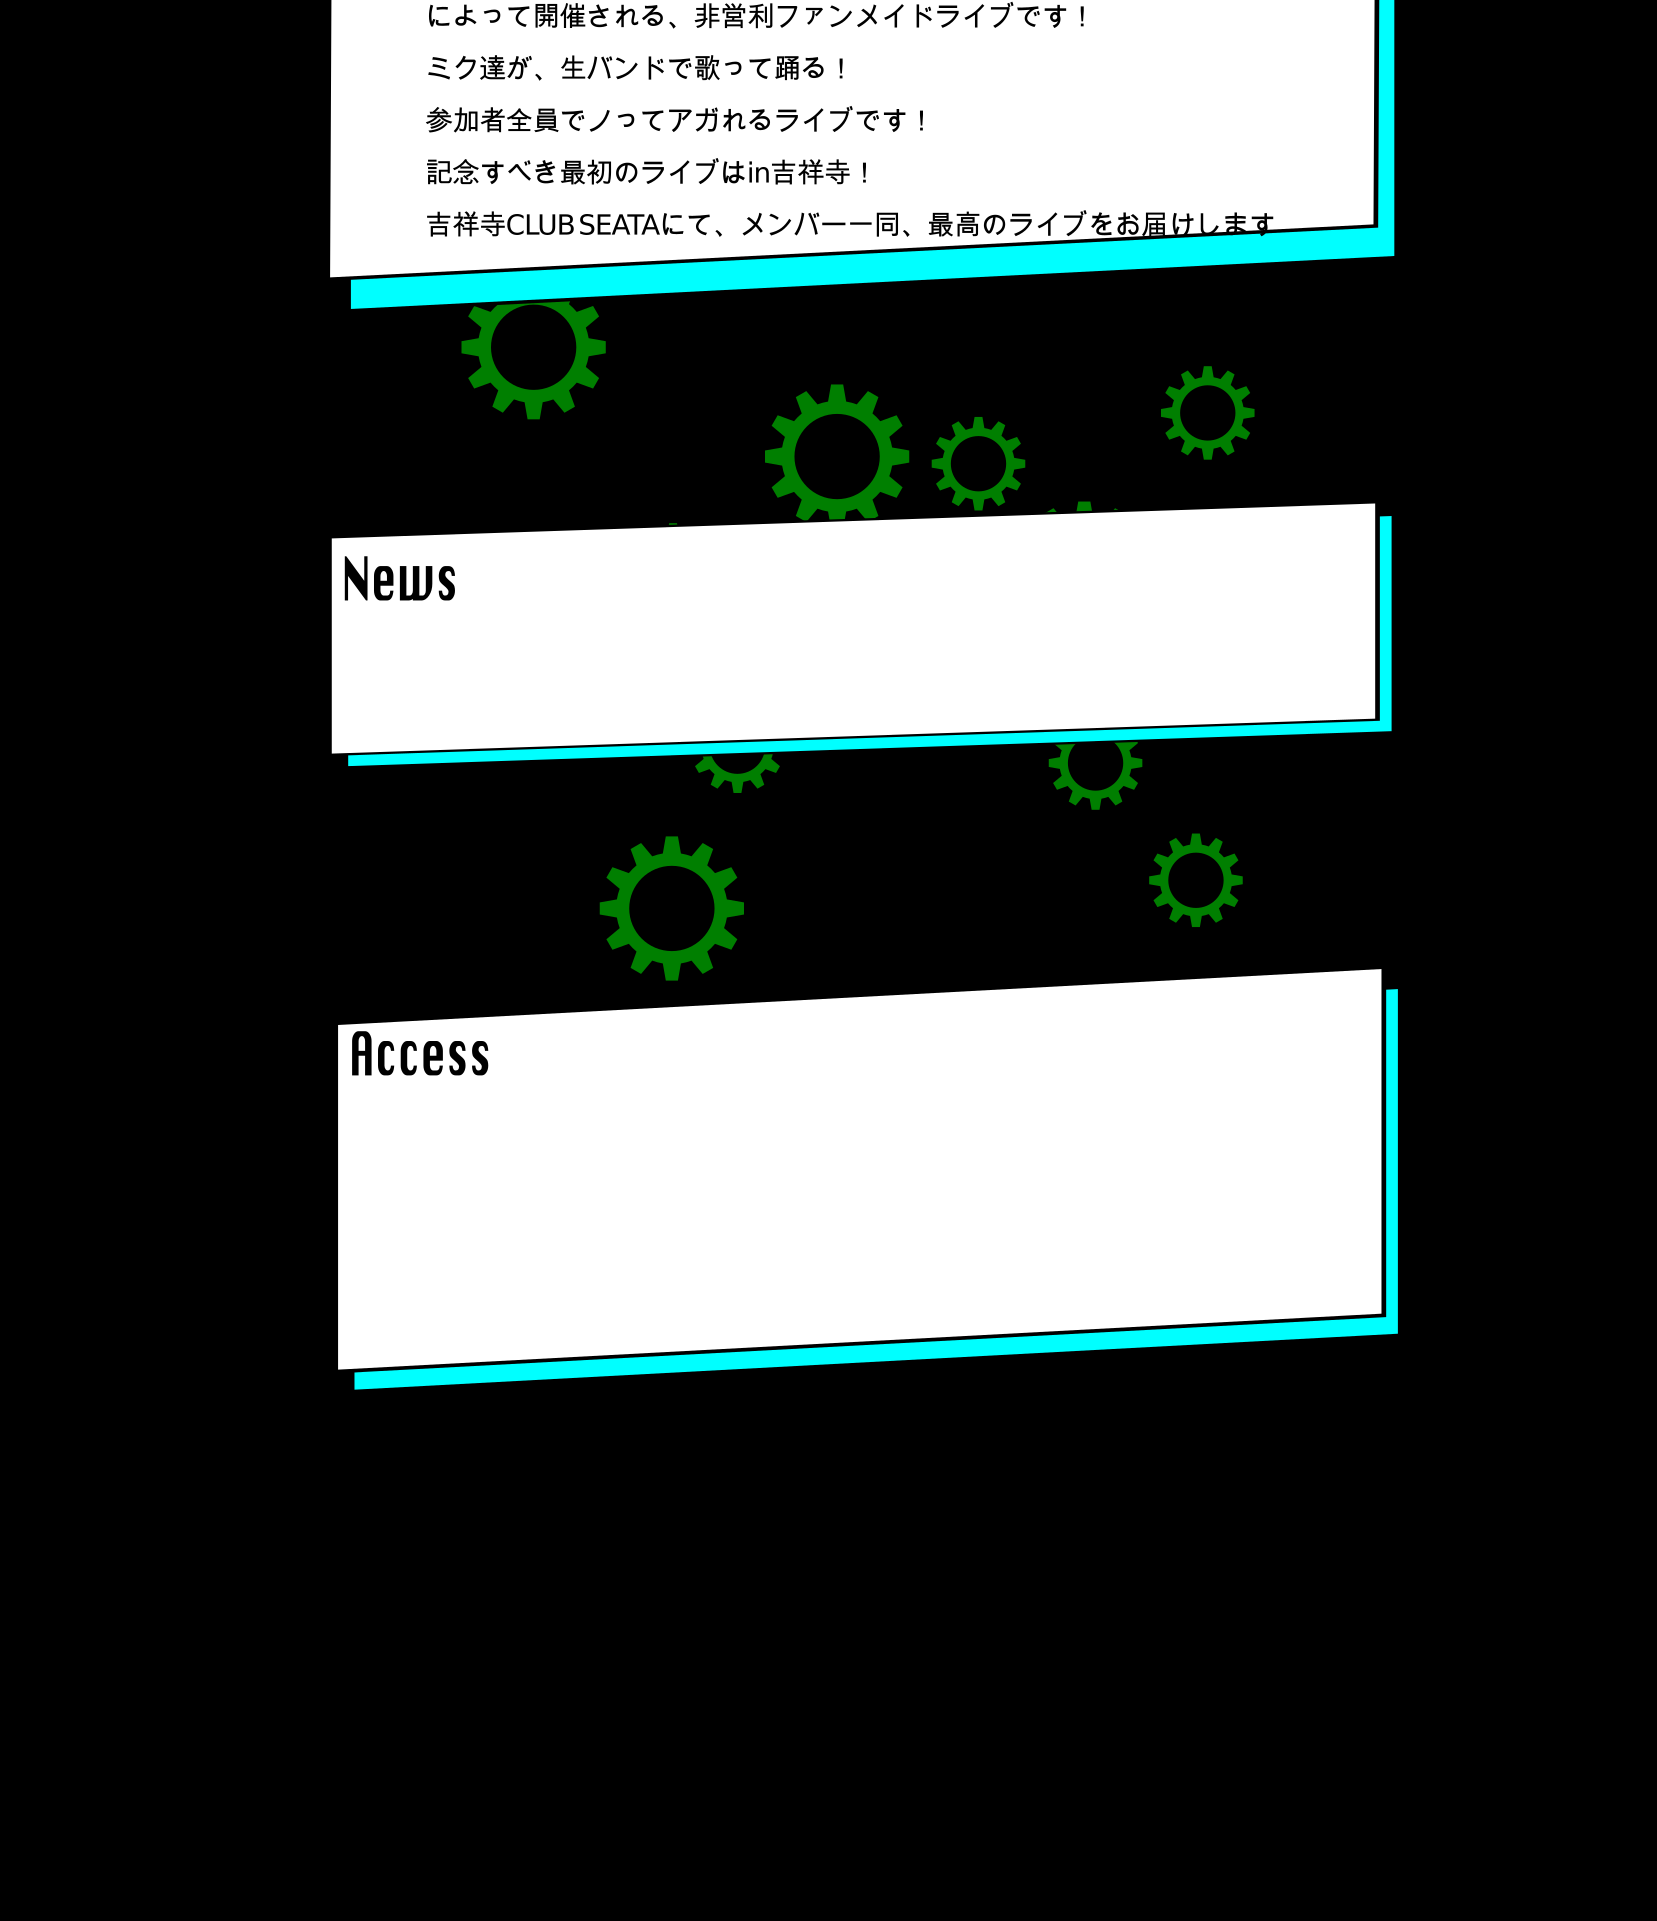 によって開催される、非営利ファンメイドライブです！
ミク達が、生バンドで歌って踊る！
参加者全員でノってアガれるライブです！
記念すべき最初のライブはin吉祥寺！
吉祥寺CLUB SEATAにて、メンバー一同、最高のライブをお届けします
News
Access